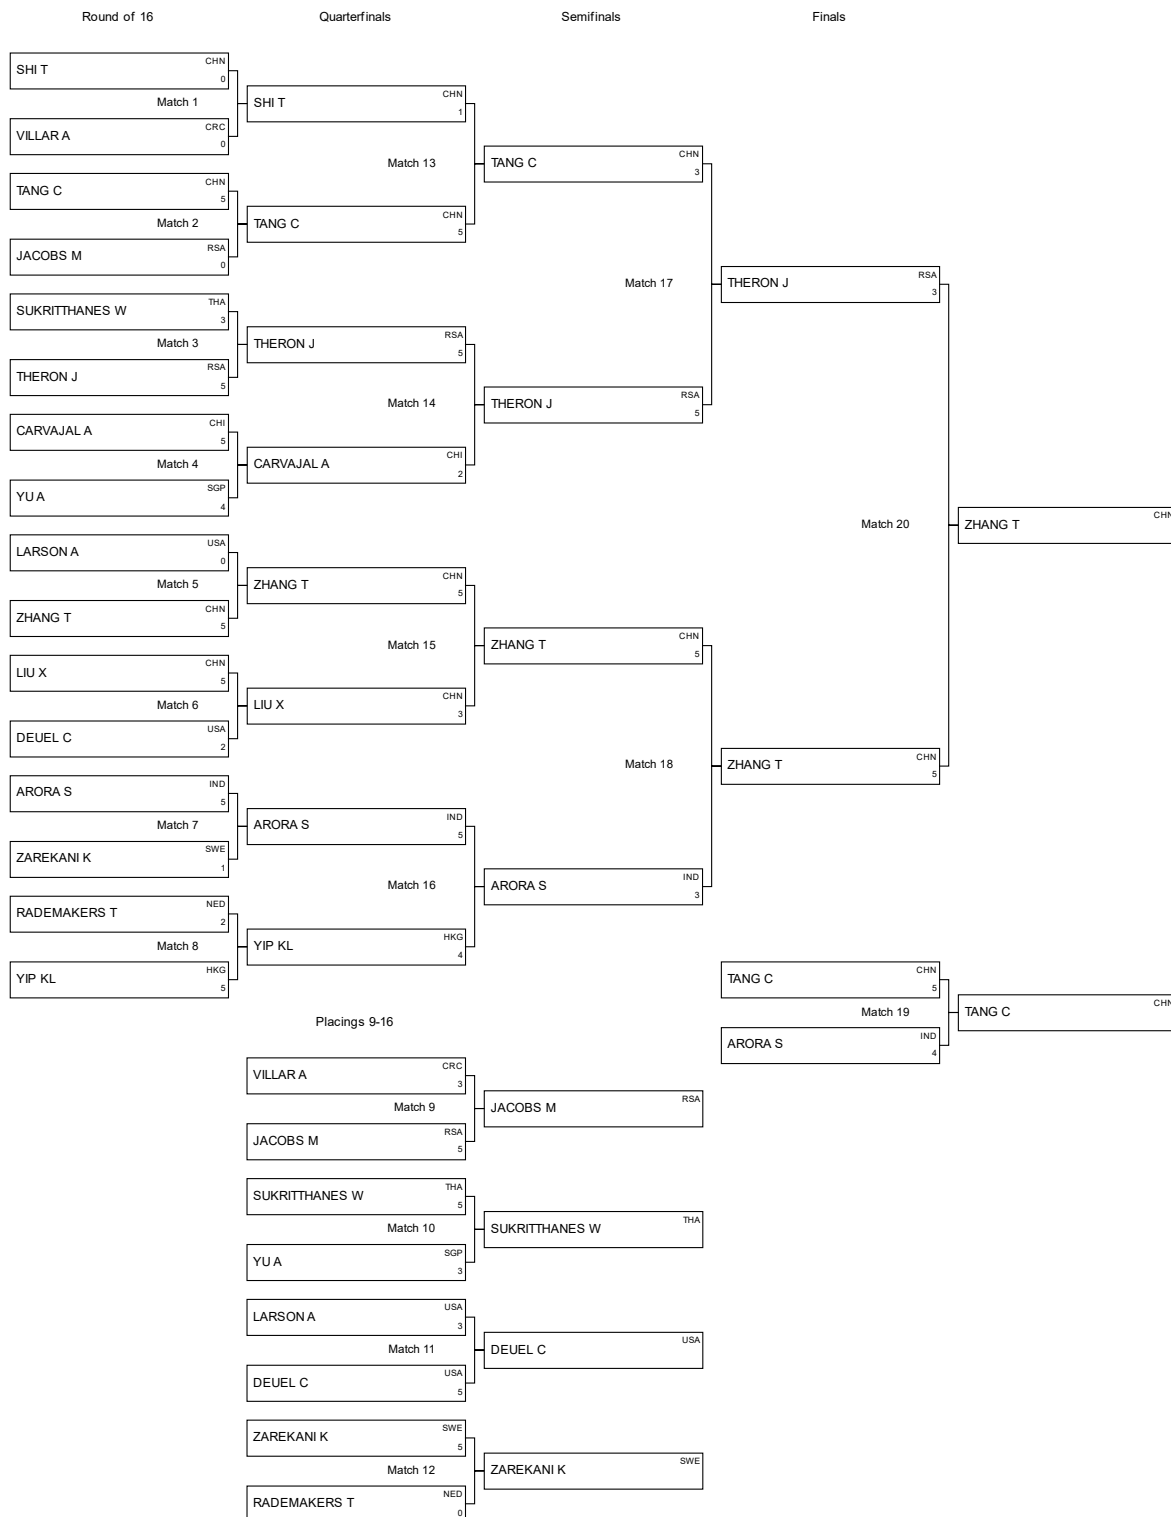 Round of 16 Quarterfinals Semifinals Finals
SHI T CHN 0
Match 1
VILLAR A CRC 0
TANG C CHN 5
Match 2
JACOBS M RSA 0
SUKRITTHANES W THA 3
Match 3
THERON J RSA 5
CARVAJAL A CHI 5
Match 4
YU A SGP 4
LARSON A USA 0
Match 5
ZHANG T CHN 5
LIU X CHN 5
Match 6
DEUEL C USA 2
ARORA S IND 5
Match 7
ZAREKANI K SWE 1
RADEMAKERS T NED 2
Match 8
YIP KL HKG 5
SHI T CHN 1
Match 13
TANG C CHN 5
THERON J RSA 5
Match 14
CARVAJAL A CHI 2
ZHANG T CHN 5
Match 15
LIU X CHN 3
ARORA S IND 5
Match 16
YIP KL HKG 4
TANG C CHN 3
Match 17
THERON J RSA 5
ZHANG T CHN 5
Match 18
ARORA S IND 3
THERON J RSA 3
Match 20
ZHANG T CHN 5
ZHANG T CHN
TANG C CHN 5
Match 19
ARORA S IND 4
TANG C CHN
Placings 9-16
VILLAR A CRC 3
Match 9
JACOBS M RSA 5
JACOBS M RSA
SUKRITTHANES W THA 5
Match 10
YU A SGP 3
SUKRITTHANES W THA
LARSON A USA 3
Match 11
DEUEL C USA 5
DEUEL C USA
ZAREKANI K SWE 5
Match 12
RADEMAKERS T NED 0
ZAREKANI K SWE